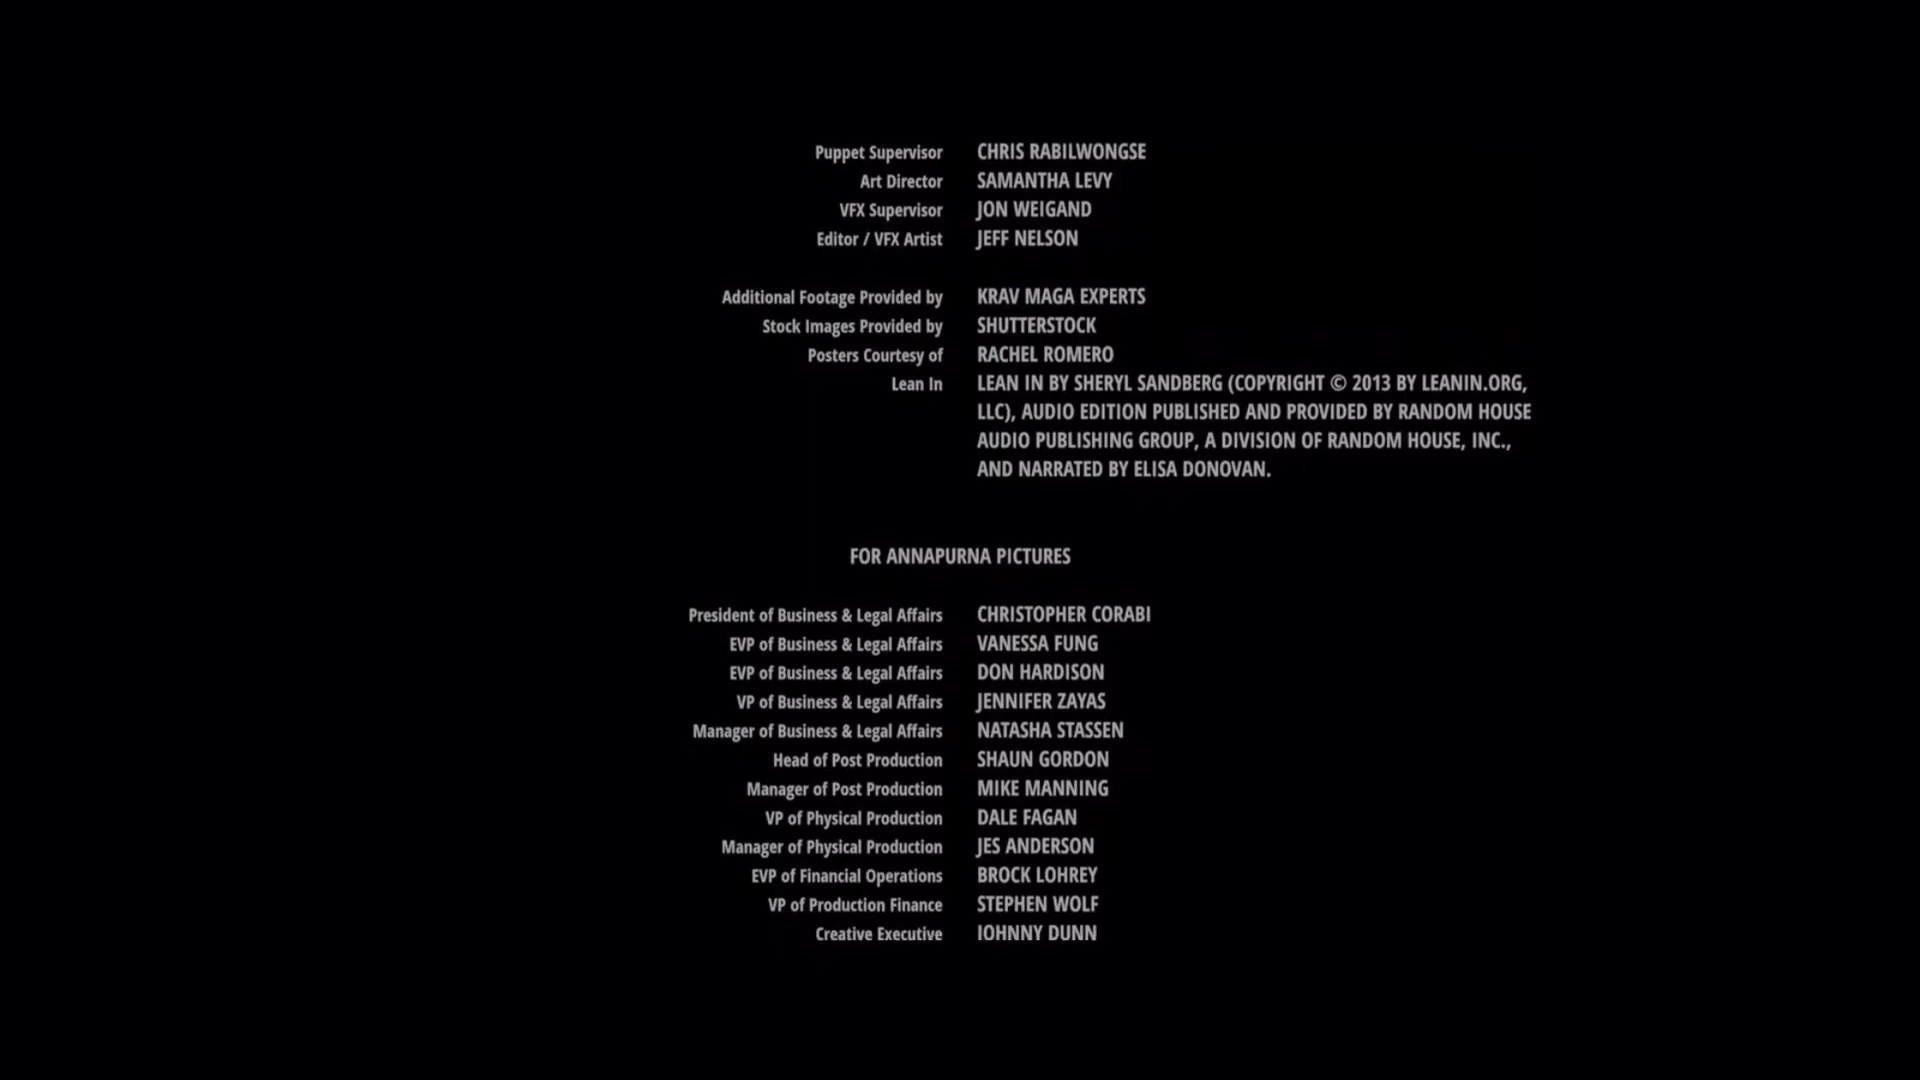 Puppet Supervisor CHRIS RABILWONGSE
Art Director SAMANTHA LEVY
VFX Supervisor JON WEIGAND
Editor / VFX Artist JEFF NELSON
Additional Footage Provided by KRAV MAGA EXPERTS
Stock Images Provided by SHUTTERSTOCK
Posters Courtesy of RACHEL ROMERO
Lean In LEAN IN BY SHERYL SANDBERG (COPYRIGHT © 2013 BY LEANIN.ORG,
LLC), AUDIO EDITION PUBLISHED AND PROVIDED BY RANDOM HOUSE
AUDIO PUBLISHING GROUP, A DIVISION OF RANDOM HOUSE, INC.,
AND NARRATED BY ELISA DONOVAN.
FOR ANNAPURNA PICTURES
President of Business & Legal Affairs CHRISTOPHER CORABI
EVP of Business & Legal Affairs VANESSA FUNG
EVP of Business & Legal Affairs DON HARDISON
VP of Business & Legal Affairs JENNIFER ZAYAS
Manager of Business & Legal Affairs NATASHA STASSEN
Head of Post Production SHAUN GORDON
Manager of Post Production MIKE MANNING
VP of Physical Production DALE FAGAN
Manager of Physical Production JES ANDERSON
EVP of Financial Operations BROCK LOHREY
VP of Production Finance STEPHEN WOLF
Creative Executive JOHNNY DUNN